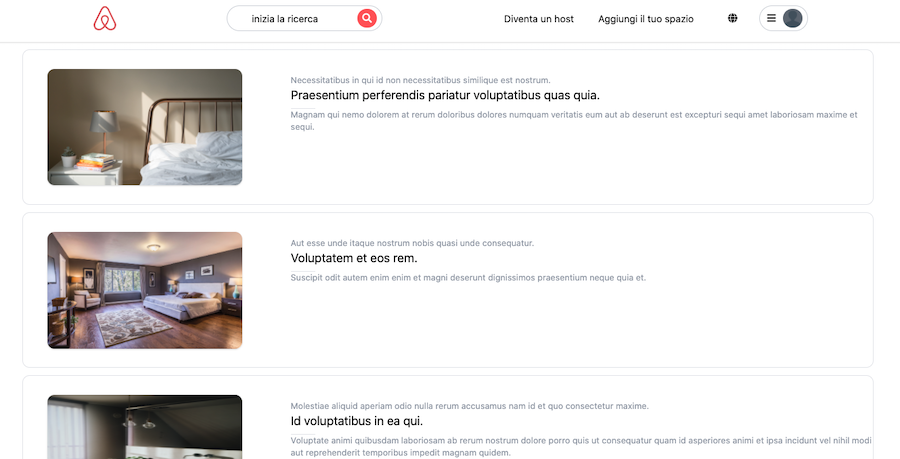 inizia la ricerca
Diventa un host
Aggiungi il tuo spazio
Necessitatibus in qui id non necessitatibus similique est nostrum.
Praesentium perferendis pariatur voluptatibus quas quia.
Magnam qui nemo dolorem at rerum doloribus dolores numquam veritatis eum aut ab deserunt est excepturi sequi amet laboriosam maxime et
sequi.
Aut esse unde itaque nostrum nobis quasi unde consequatur.
Voluptatem et eos rem.
Suscipit odit autem enim enim et magni deserunt dignissimos praesentium neque quia et.
Molestiae aliquid aperiam odio nulla rerum accusamus nam id et quo consectetur maxime.
Id voluptatibus in ea qui.
Voluptate animi quibusdam laboriosam ab rerum nostrum dolore porro quis ut consequatur quam id asperiores animi et ipsa incidunt vel nihil modi
aut reprehenderit temporibus impedit magnam quidem.